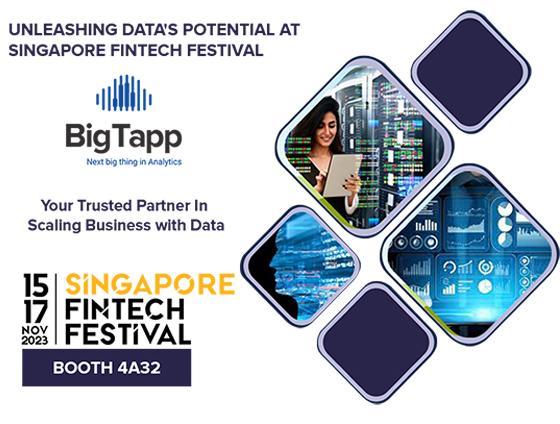 UNLEASHING DATA'S POTENTIAL AT
SINGAPORE FINTECH FESTIVAL
BigTapp
Next big thing in Analytics
Your Trusted Partner In
Scaling Business with Data
15
17
NOV
2023
SINGAPORE
FINTECH
FESTIVAL
BOOTH 4A32